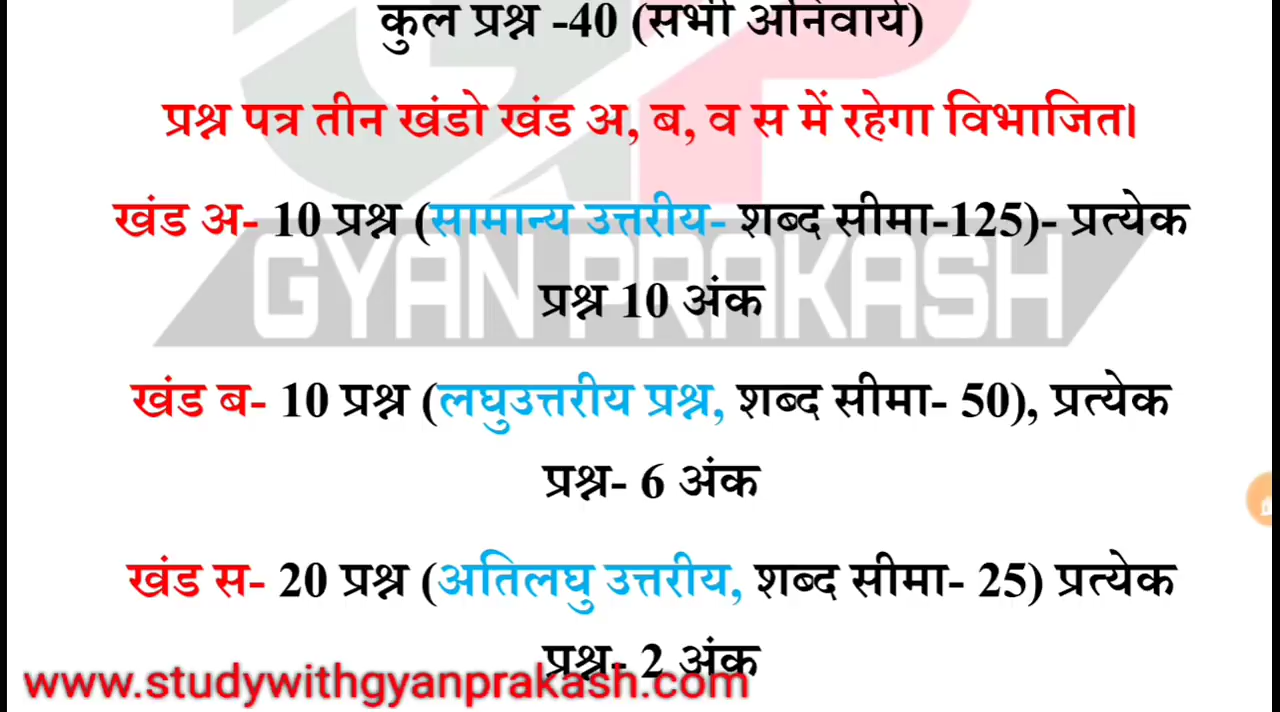 कुल प्रश्न -40 (सभी अनिवार्य)
प्रश्न पत्र तीन खंडो खंड अ, ब, व स में रहेगा विभाजित।
खंड अ- 10 प्रश्न (सामान्य उत्तरीय- शब्द सीमा-125)- प्रत्येक
प्रश्न 10 अंक
GYAN PRAKASH
खंड ब- 10 प्रश्न (लघुउत्तरीय प्रश्न, शब्द सीमा- 50), प्रत्येक
प्रश्न- 6 अंक
खंड स- 20 प्रश्न (अतिलघु उत्तरीय, शब्द सीमा- 25) प्रत्येक
प्रश्न- 2 अंक
www.studywithgyanprakash.com